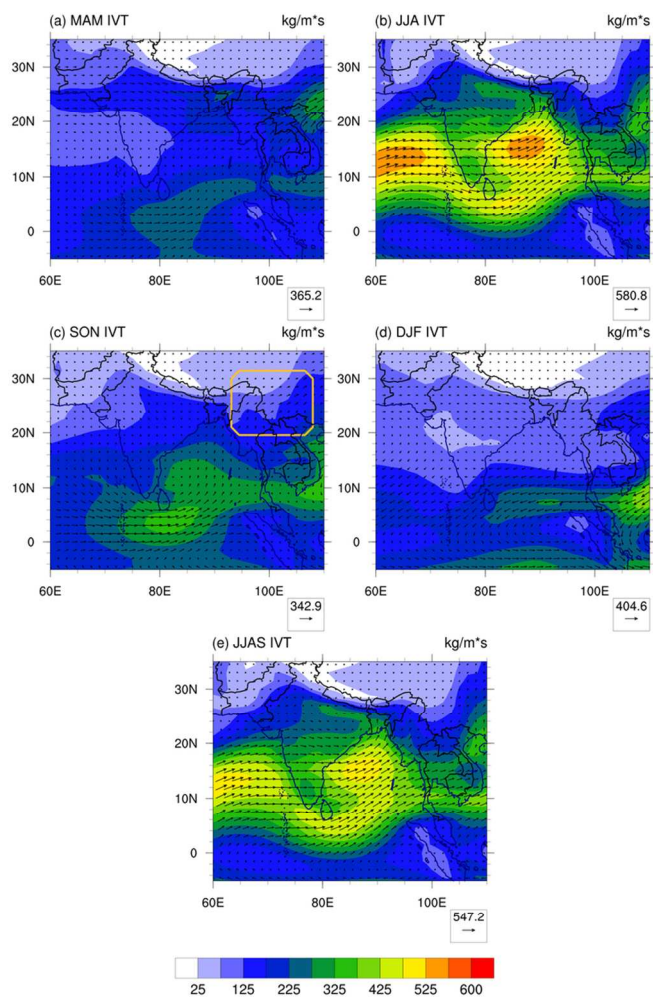 (a) MAM IVT kg/m*s (b) JJA IVT kg/m*s
30N 30N
20N 20N
10N 10N
0 0
60E 80E 100E 60E 80E 100E
365.2 580.8
(c) SON IVT kg/m*s (d) DJF IVT kg/m*s
30N 30N
20N 20N
10N 10N
0 0
60E 80E 100E 60E 80E 100E
342.9 404.6
(e) JJAS IVT kg/m*s
30N
20N
10N
0
60E 80E 100E
547.2
25 125 225 325 425 525 600